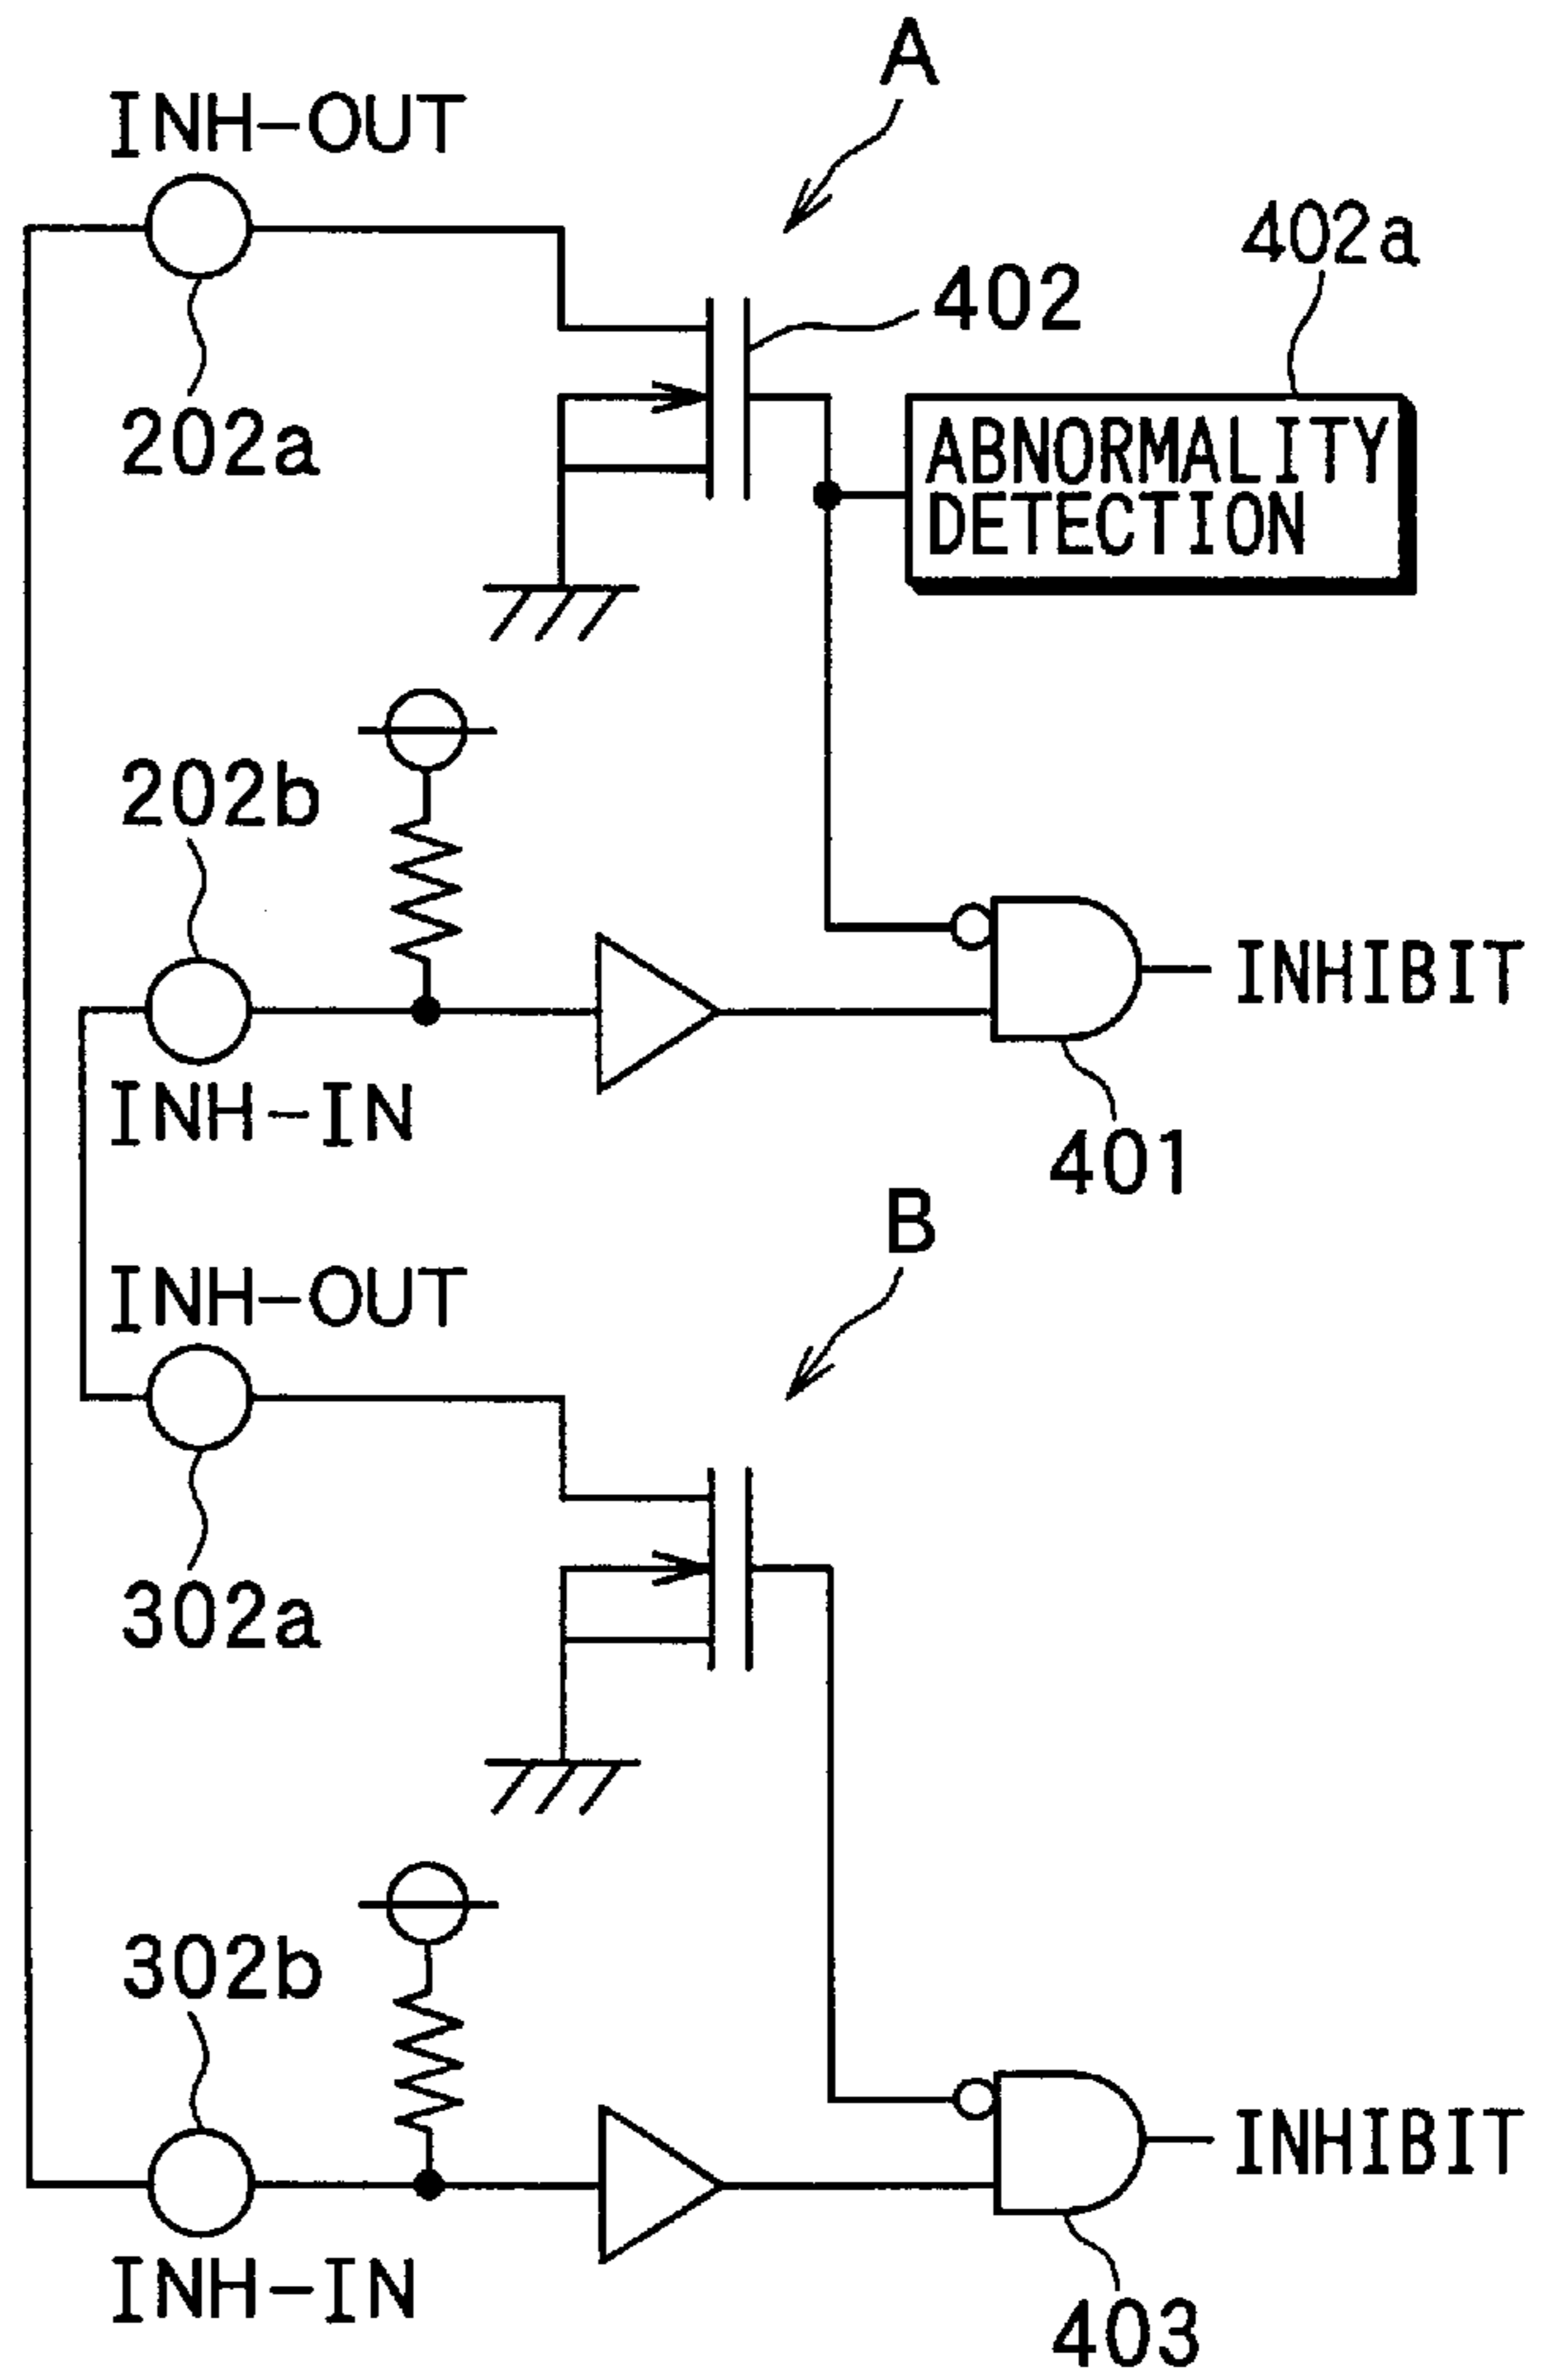 A
INH-OUT
402a
402
202a
ABNORMALITY
DETECTION
202b
INHIBIT
INH-IN
401
B
INH-OUT
302a
302b
INHIBIT
INH-IN
403